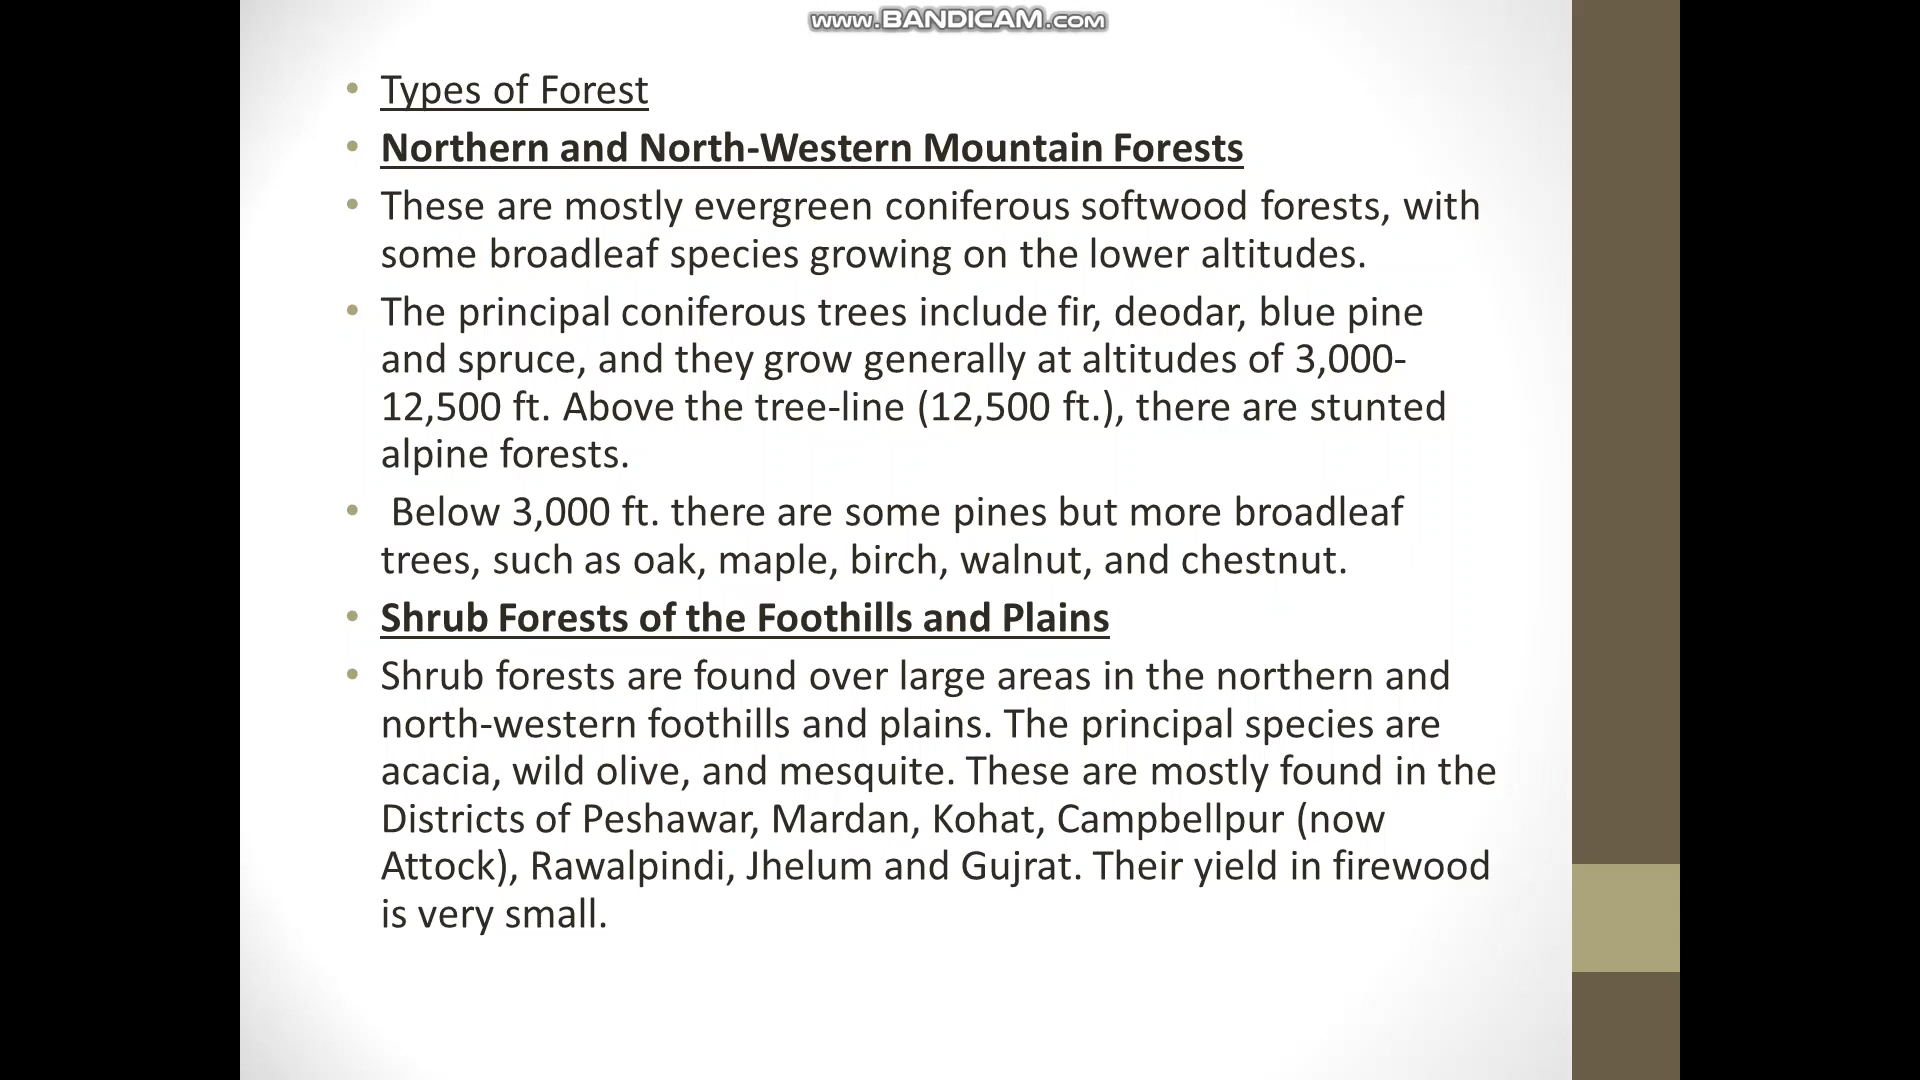 www.BANDICAM.com
• Types of Forest
• Northern and North-Western Mountain Forests
• These are mostly evergreen coniferous softwood forests, with
some broadleaf species growing on the lower altitudes.
• The principal coniferous trees include fir, deodar, blue pine
and spruce, and they grow generally at altitudes of 3,000-
12,500 ft. Above the tree-line (12,500 ft.), there are stunted
alpine forests.
• Below 3,000 ft. there are some pines but more broadleaf
trees, such as oak, maple, birch, walnut, and chestnut.
• Shrub Forests of the Foothills and Plains
• Shrub forests are found over large areas in the northern and
north-western foothills and plains. The principal species are
acacia, wild olive, and mesquite. These are mostly found in the
Districts of Peshawar, Mardan, Kohat, Campbellpur (now
Attock), Rawalpindi, Jhelum and Gujrat. Their yield in firewood
is very small.